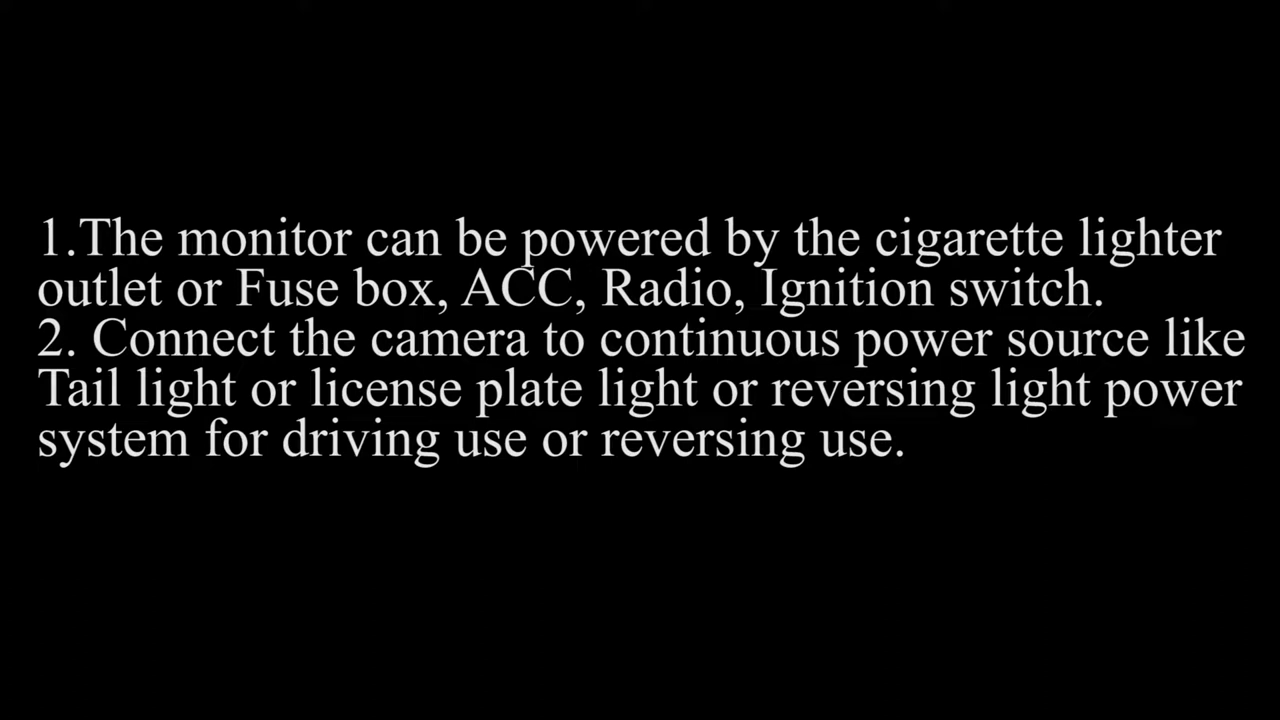 1.The monitor can be powered by the cigarette lighter
outlet or Fuse box, ACC, Radio, Ignition switch.
2. Connect the camera to continuous power source like
Tail light or license plate light or reversing light power
system for driving use or reversing use.